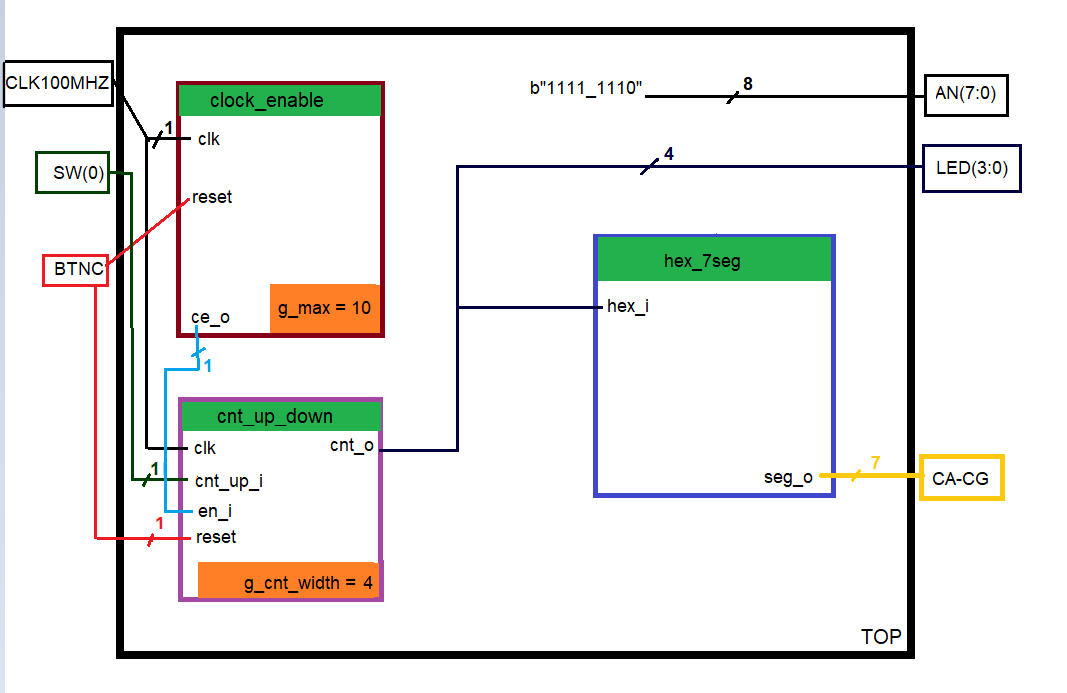 CLK100MHZ
SW(0)
BTNC
clock_enable
1
clk
reset
g_max = 10
ce_o
1
cnt_up_down
clk
cnt_o
1
cnt_up_i
en_i
1
reset
g_cnt_width = 4
b"1111_1110"
8
AN(7:0)
4
LED(3:0)
hex_7seg
hex_i
seg_o
7
CA-CG
TOP